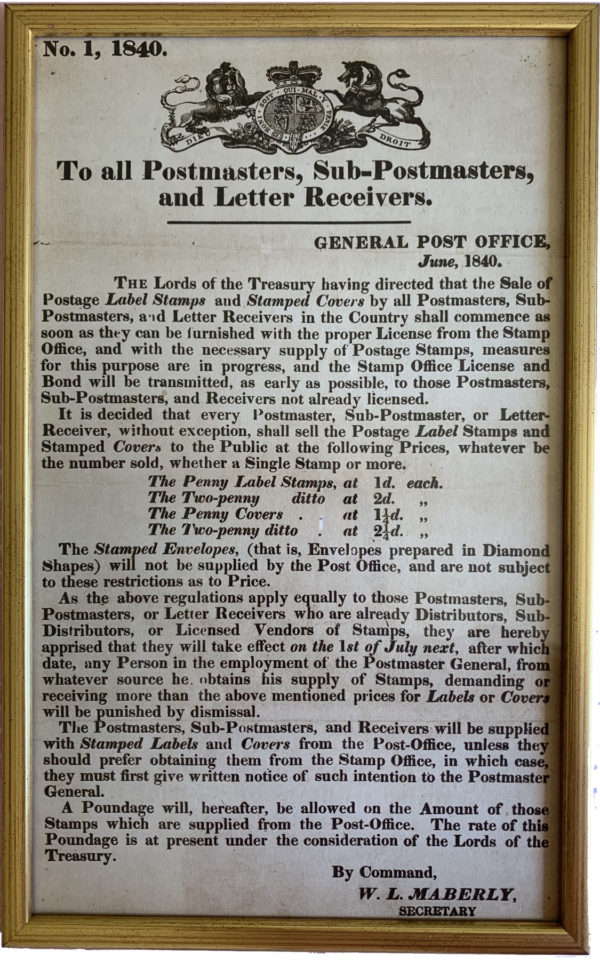 No. 1, 1840.
HONI SOIT QUI MAL Y PENSE
DIEU
DROIT
To all Postmasters, Sub-Postmasters,
and Letter Receivers.
GENERAL POST OFFICE,
June, 1840.
THE Lords of the Treasury having directed that the Sale of
Postage Label Stamps and Stamped Covers by all Postmasters, Sub-
Postmasters, and Letter Receivers in the Country shall commence as
soon as they can be furnished with the proper License from the Stamp
Office, and with the necessary supply of Postage Stamps, measures
for this purpose are in progress, and the Stamp Office License and
Bond will be transmitted, as early as possible, to those Postmasters,
Sub-Postmasters, and Receivers not already licensed.
It is decided that every Postmaster, Sub-Postmaster, or Letter-
Receiver, without exception, shall sell the Postage Label Stamps and
Stamped Covers to the Public at the following Prices, whatever be
the number sold, whether a Single Stamp or more.
The Penny Label Stamps, at 1d. each.
The Two-penny ditto at 2d. „
The Penny Covers . at 1¼d. „
The Two-penny ditto . at 2¼d. „
The Stamped Envelopes, (that is, Envelopes prepared in Diamond
Shapes) will not be supplied by the Post Office, and are not subject
to these restrictions as to Price.
As the above regulations apply equally to those Postmasters, Sub-
Postmasters, or Letter Receivers who are already Distributors, Sub-
Distributors, or Licensed Vendors of Stamps, they are hereby
apprised that they will take effect on the 1st of July next, after which
date, any Person in the employment of the Postmaster General, from
whatever source he obtains his supply of Stamps, demanding or
receiving more than the above mentioned prices for Labels or Covers
will be punished by dismissal.
The Postmasters, Sub-Postmasters, and Receivers will be supplied
with Stamped Labels and Covers from the Post-Office, unless they
should prefer obtaining them from the Stamp Office, in which case,
they must first give written notice of such intention to the Postmaster
General.
A Poundage will, hereafter, be allowed on the Amount of those
Stamps which are supplied from the Post-Office. The rate of this
Poundage is at present under the consideration of the Lords of the
Treasury.
By Command,
W. L. MABERLY,
SECRETARY